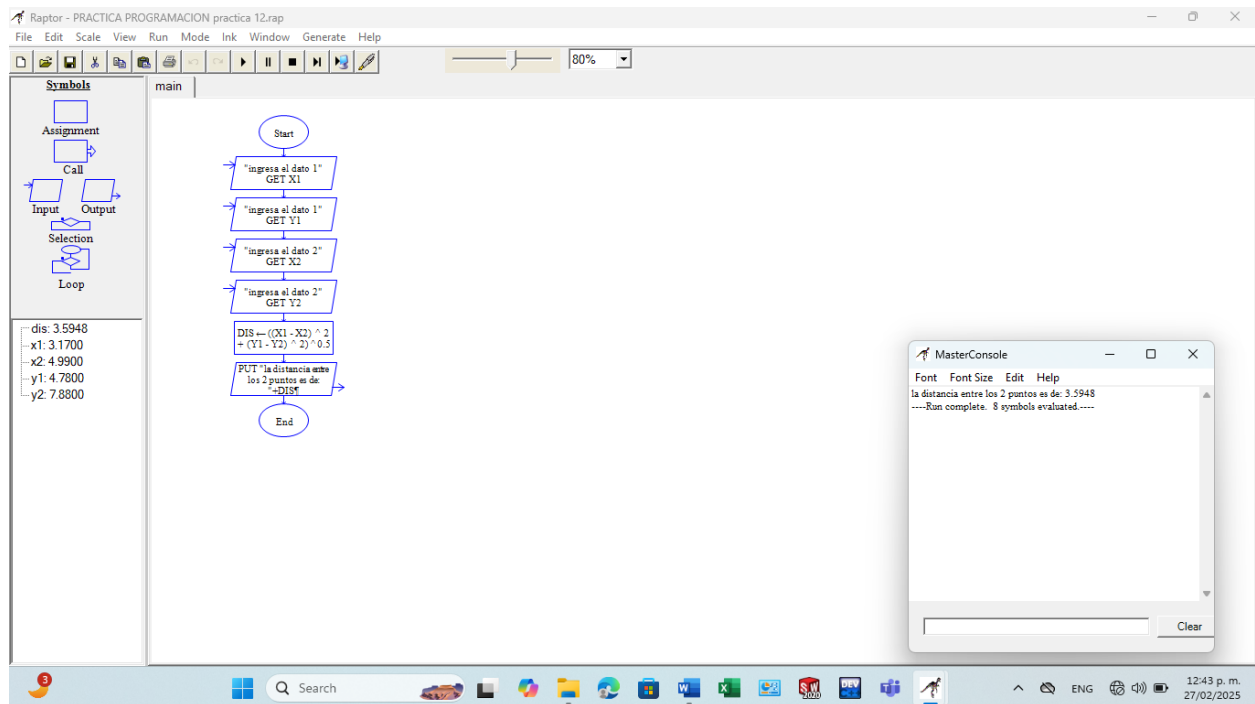 Raptor - PRACTICA PROGRAMACION practica 12.rap
File Edit Scale View Run Mode Ink Window Generate Help
80%
Symbols
Assignment
Call
Input Output
Selection
Loop
main
Start
"ingresa el dato 1"
GET X1
"ingresa el dato 1"
GET Y1
"ingresa el dato 2"
GET X2
"ingresa el dato 2"
GET Y2
DIS ← ((X1 - X2) ^ 2
+ (Y1 - Y2) ^ 2) ^ 0.5
PUT "la distancia entre
los 2 puntos es de:
"+DIS¶
End
dis: 3.5948
x1: 3.1700
x2: 4.9900
y1: 4.7800
y2: 7.8800
MasterConsole
Font Font Size Edit Help
la distancia entre los 2 puntos es de: 3.5948
----Run complete. 8 symbols evaluated.----
Clear
3
Search
SW
2020
DEV
ENG
12:43 p. m.
27/02/2025